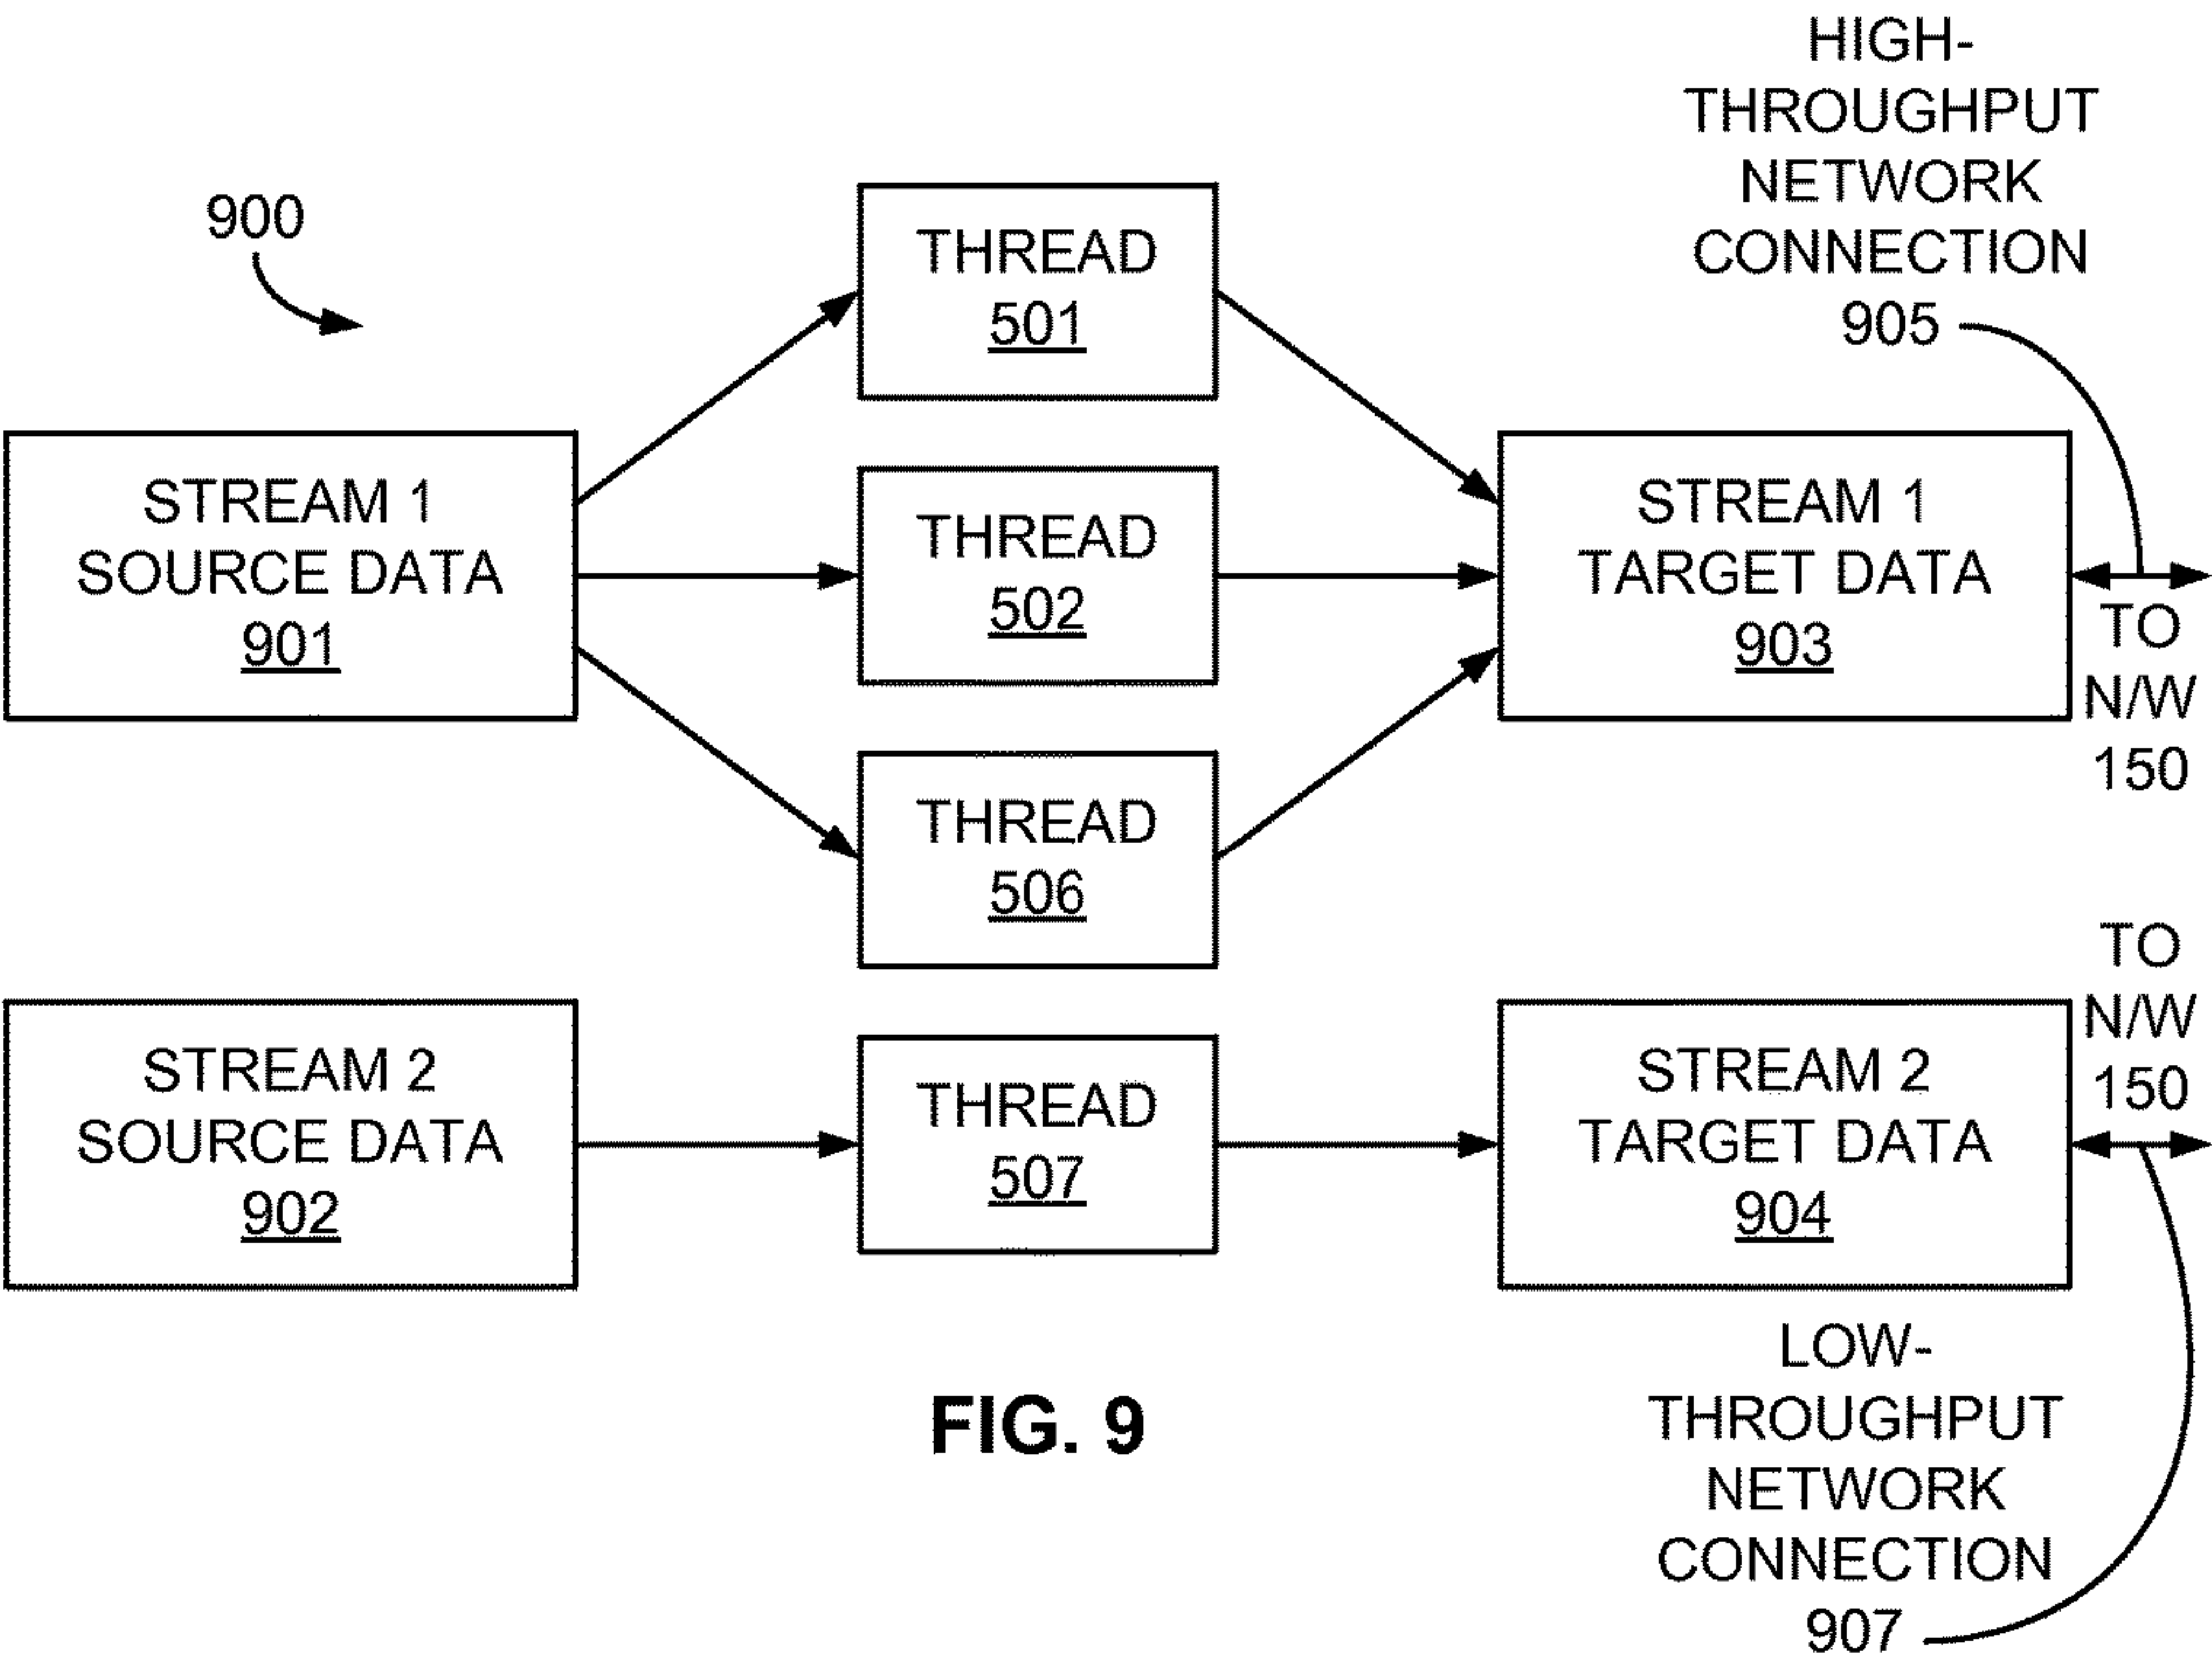 HIGH-
THROUGHPUT
NETWORK
CONNECTION
905
900
THREAD
501
STREAM 1
SOURCE DATA
901
THREAD
502
STREAM 1
TARGET DATA
903
TO
N/W
150
THREAD
506
STREAM 2
SOURCE DATA
902
THREAD
507
STREAM 2
TARGET DATA
904
TO
N/W
150
LOW-
THROUGHPUT
NETWORK
CONNECTION
907
FIG. 9